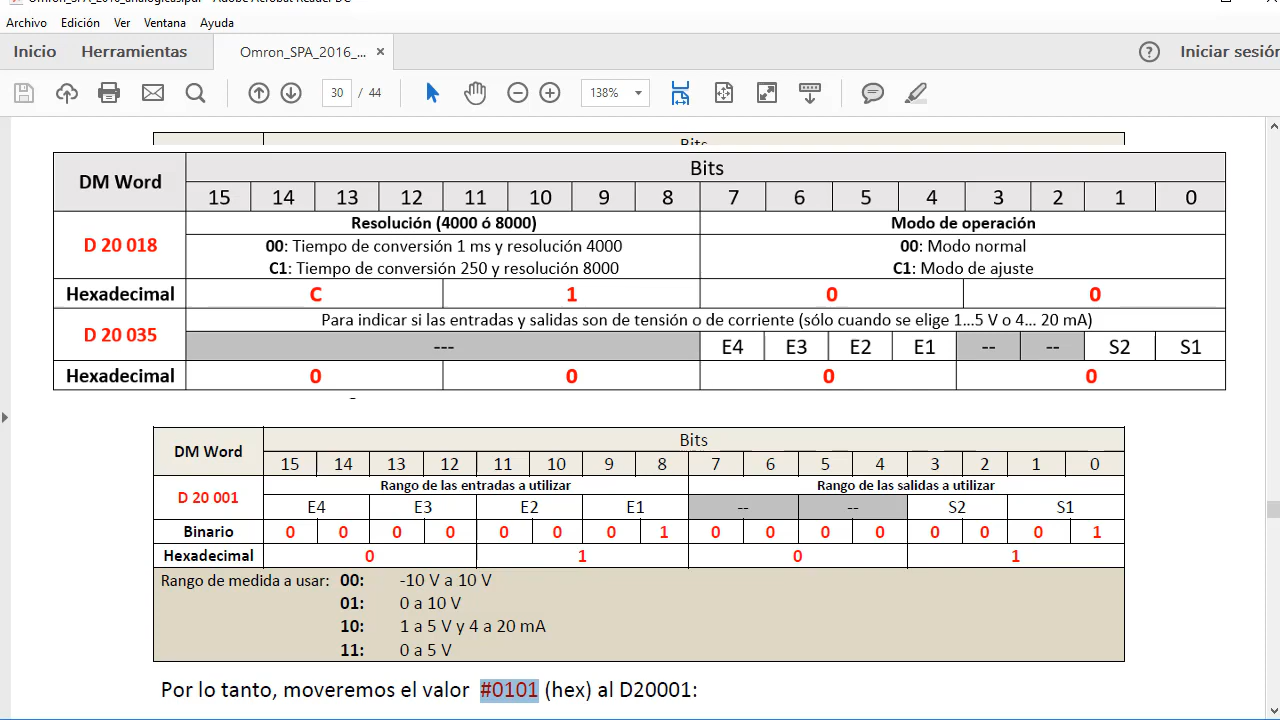 Archivo Edición Ver Ventana Ayuda
Inicio Herramientas Omron_SPA_2016_... × ? Iniciar sesión
30 / 44 138%
Bits
DM Word Bits
15 14 13 12 11 10 9 8 7 6 5 4 3 2 1 0
D 20 018 Resolución (4000 ó 8000) Modo de operación
00: Tiempo de conversión 1 ms y resolución 4000 00: Modo normal
C1: Tiempo de conversión 250 y resolución 8000 C1: Modo de ajuste
Hexadecimal C 1 0 0
D 20 035 Para indicar si las entradas y salidas son de tensión o de corriente (sólo cuando se elige 1...5 V o 4... 20 mA)
--- E4 E3 E2 E1 -- -- S2 S1
Hexadecimal 0 0 0 0
DM Word Bits
15 14 13 12 11 10 9 8 7 6 5 4 3 2 1 0
D 20 001 Rango de las entradas a utilizar Rango de las salidas a utilizar
E4 E3 E2 E1 -- -- S2 S1
Binario 0 0 0 0 0 0 0 1 0 0 0 0 0 0 0 1
Hexadecimal 0 1 0 1
Rango de medida a usar: 00: -10 V a 10 V
01: 0 a 10 V
10: 1 a 5 V y 4 a 20 mA
11: 0 a 5 V
Por lo tanto, moveremos el valor #0101 (hex) al D20001: